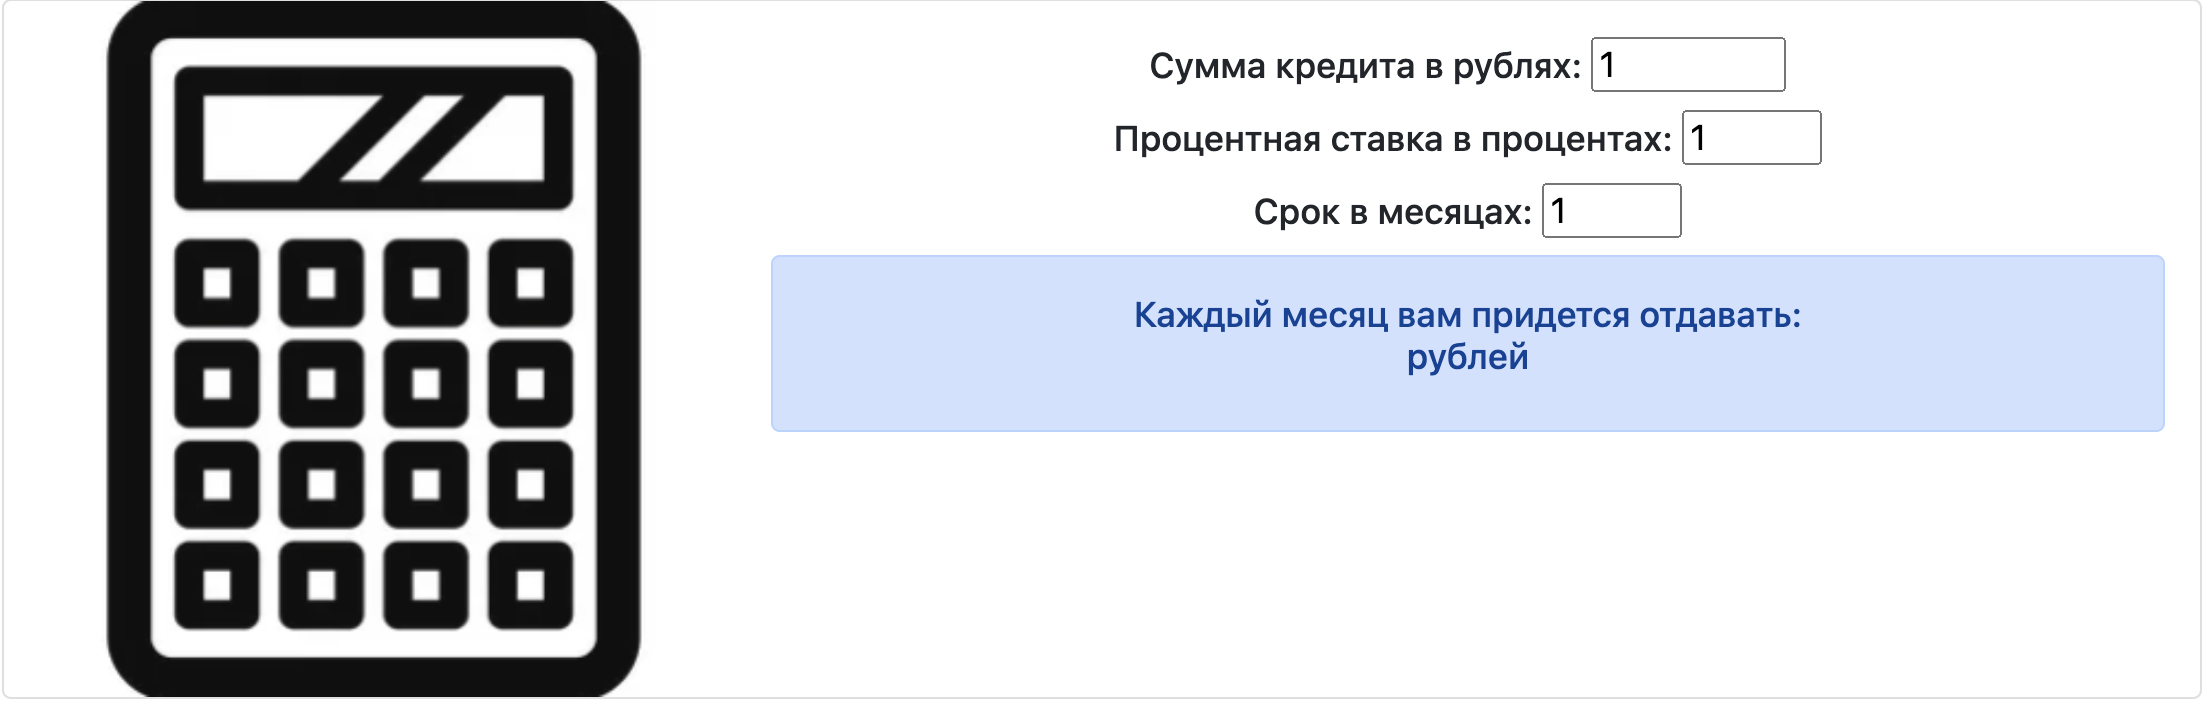 Сумма кредита в рублях: 1
Процентная ставка в процентах: 1
Срок в месяцах: 1
Каждый месяц вам придется отдавать:
рублей